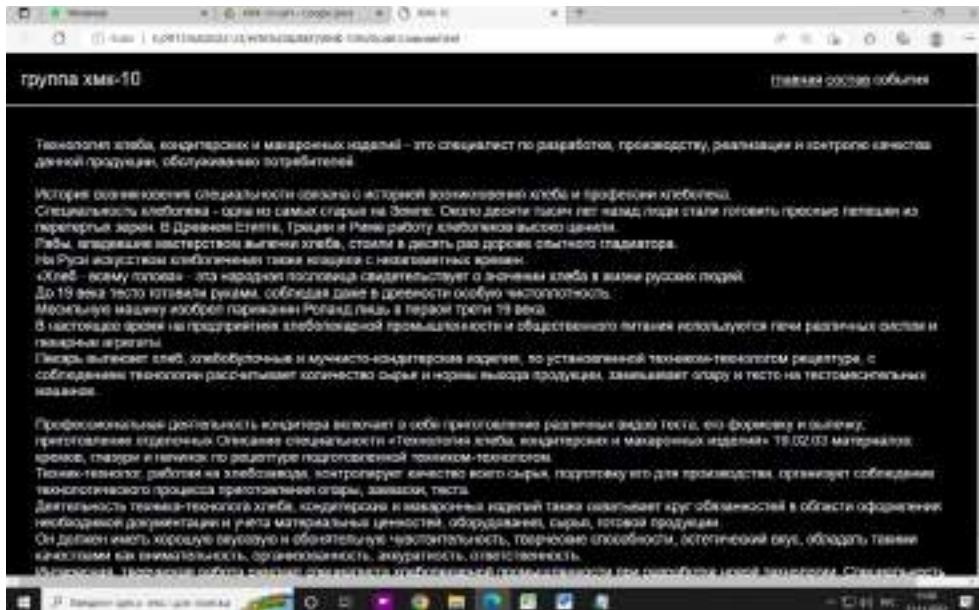 группа хмк-10
главная состав события
Технология хлеба, кондитерских и макаронных изделий – это специалист по разработке, производству, реализации и контролю качества
данной продукции, обслуживанию потребителей.
История возникновения специальности связана с историей возникновения хлеба и профессии хлебопека.
Специальность хлебопека - одна из самых старых на Земле. Около десяти тысяч лет назад люди стали готовить пресные лепешки из
перетертых зерен. В Древнем Египте, Греции и Риме работу хлебопеков высоко ценили.
Рабы, владевшие мастерством выпечки хлеба, стоили в десять раз дороже опытного гладиатора.
На Руси искусством хлебопечения также владели с незапамятных времен.
«Хлеб - всему голова» - эта народная пословица свидетельствует о значении хлеба в жизни русских людей.
До 19 века тесто готовили руками, соблюдая даже в древности особую чистоплотность.
Месильную машину изобрел парижанин Роланд лишь в первой трети 19 века.
В настоящее время на предприятиях хлебопекарной промышленности и общественного питания используются печи различных систем и
пекарные агрегаты.
Пекарь выпекает хлеб, хлебобулочные и мучнисто-кондитерские изделия, по установленной техником-технологом рецептуре, с
соблюдением технологии рассчитывает количество сырья и нормы выхода продукции, замешивает опару и тесто на тестомесительных
машинах.
Профессиональная деятельность кондитера включает в себя приготовление различных видов теста, его формовку и выпечку;
приготовление отделочных Описание специальности «Технология хлеба, кондитерских и макаронных изделий» 19.02.03 материалов:
кремов, глазури и начинок по рецептуре подготовленной техником-технологом.
Техник-технолог, работая на хлебозаводе, контролирует качество всего сырья, подготовку его для производства, организует соблюдение
технологического процесса приготовления опары, закваски, теста.
Деятельность техника-технолога хлеба, кондитерских и макаронных изделий также охватывает круг обязанностей в области оформления
необходимой документации и учета материальных ценностей, оборудования, сырья, готовой продукции.
Он должен иметь хорошую вкусовую и обонятельную чувствительность, творческие способности, эстетический вкус, обладать такими
качествами как внимательность, организованность, аккуратность, ответственность.